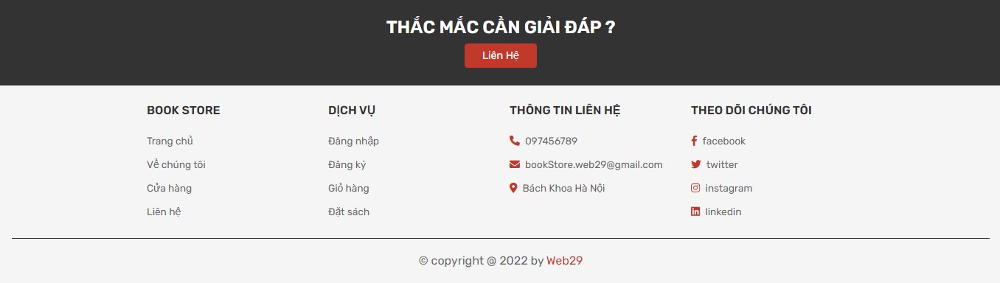 THẮC MẮC CẦN GIẢI ĐÁP ?
Liên Hệ
BOOK STORE
Trang chủ
Về chúng tôi
Cửa hàng
Liên hệ
DỊCH VỤ
Đăng nhập
Đăng ký
Giỏ hàng
Đặt sách
THÔNG TIN LIÊN HỆ
097456789
bookStore.web29@gmail.com
Bách Khoa Hà Nội
THEO DÕI CHÚNG TÔI
facebook
twitter
instagram
linkedin
© copyright @ 2022 by Web29